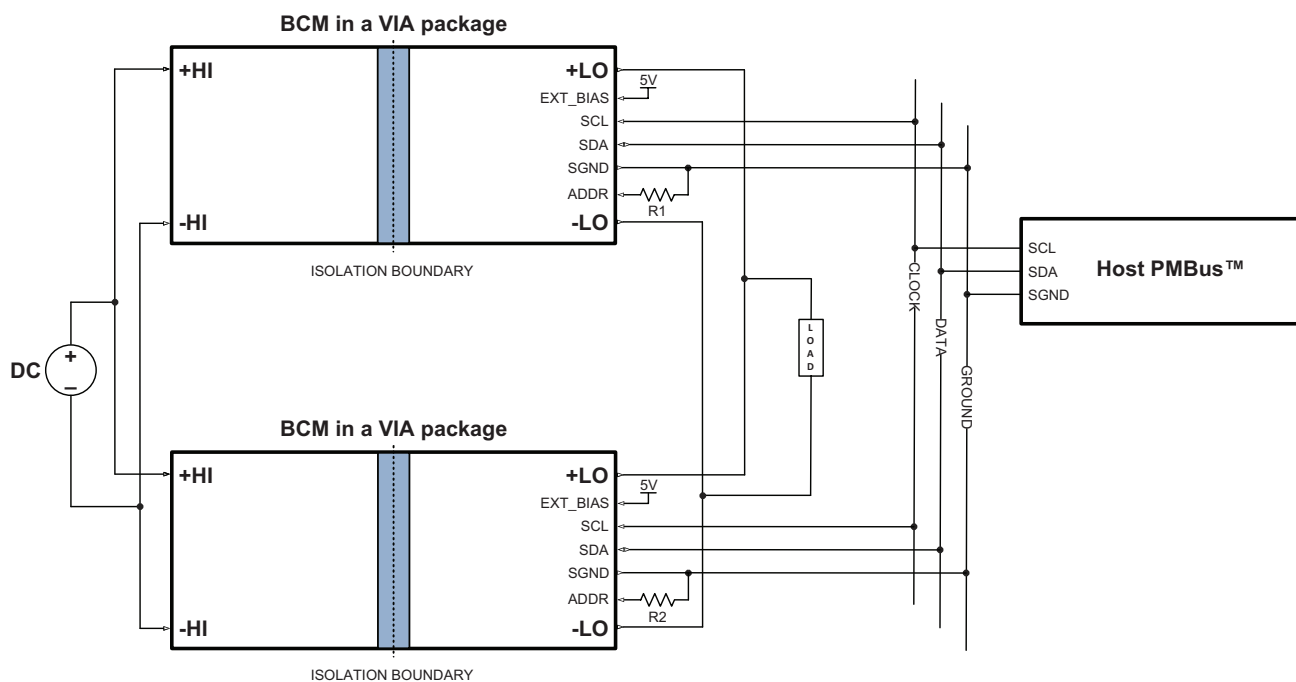 BCM in a VIA package
+HI
-HI
+LO
EXT_BIAS
5V
SCL
SDA
SGND
ADDR
R1
-LO
ISOLATION BOUNDARY
DC
+
–
LOAD
CLOCK
DATA
GROUND
SCL
SDA
SGND
Host PMBus™
BCM in a VIA package
+HI
-HI
+LO
EXT_BIAS
5V
SCL
SDA
SGND
ADDR
R2
-LO
ISOLATION BOUNDARY